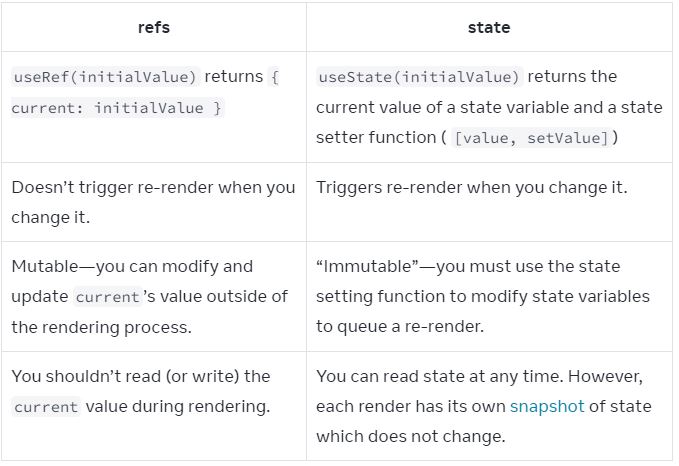 refs
state
useRef(initialValue) returns {
current: initialValue }
useState(initialValue) returns the
current value of a state variable and a state
setter function ( [value, setValue])
Doesn’t trigger re-render when you
change it.
Triggers re-render when you change it.
Mutable—you can modify and
update current’s value outside of
the rendering process.
“Immutable”—you must use the state
setting function to modify state variables
to queue a re-render.
You shouldn’t read (or write) the
current value during rendering.
You can read state at any time. However,
each render has its own snapshot of state
which does not change.